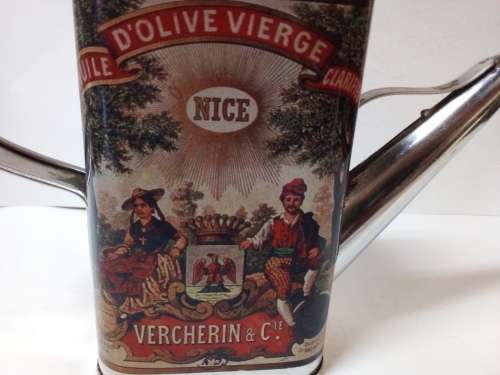 D'OLIVE VIERGE
NICE
VERCHERIN & Cie